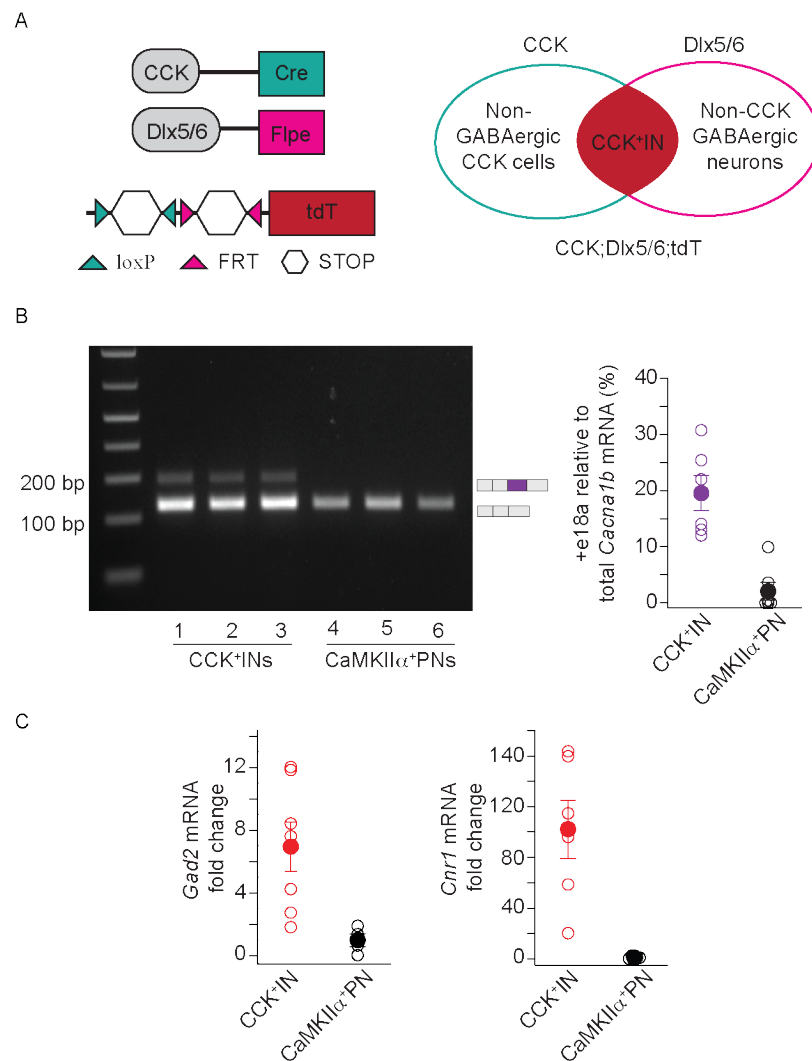 A
CCK
Cre
Dlx5/6
Flpe
tdT
loxP
FRT
STOP
CCK
Dlx5/6
Non-
GABAergic
CCK cells
CCK⁺IN
Non-CCK
GABAergic
neurons
CCK;Dlx5/6;tdT
B
200 bp
100 bp
1 2 3 4 5 6
CCK⁺INs
CaMKIIα⁺PNs
+e18a relative to
total Cacna1b mRNA (%)
40
30
20
10
0
CCK⁺IN
CaMKIIα⁺PN
C
Gad2 mRNA
fold change
12
8
4
0
CCK⁺IN
CaMKIIα⁺PN
Cnr1 mRNA
fold change
140
120
80
40
0
CCK⁺IN
CaMKIIα⁺PN